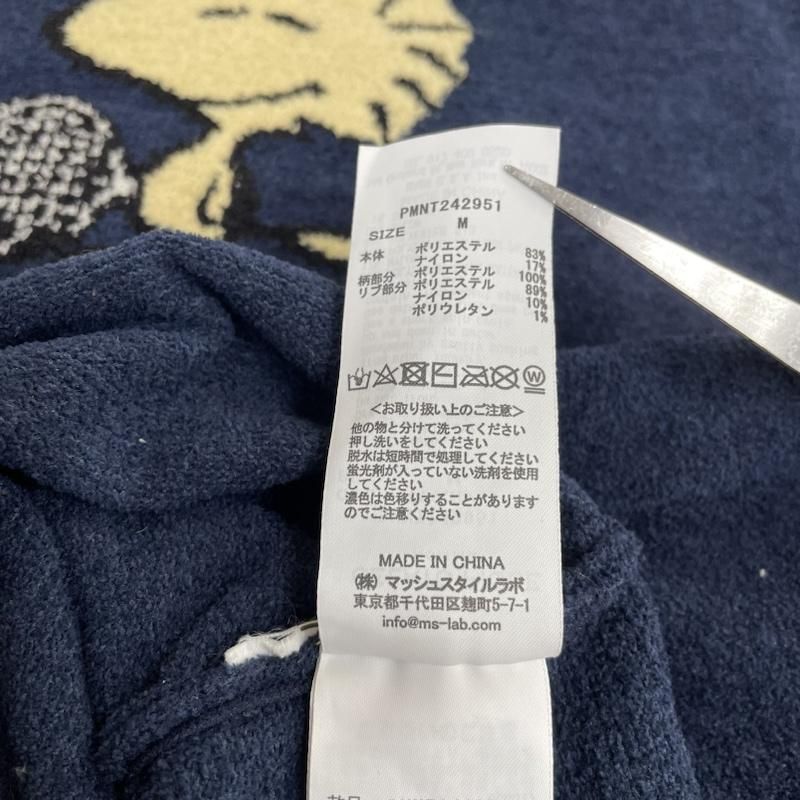 PMNT242951
SIZE M
本体 ポリエステル 83%
ナイロン 17%
柄部分 ポリエステル 100%
リブ部分 ポリエステル 89%
ナイロン 10%
ポリウレタン 1%
W
<お取り扱い上のご注意>
他の物と分けて洗ってください
押し洗いをしてください
脱水は短時間で処理してください
蛍光剤が入っていない洗剤を使用
してください
濃色は色移りすることがあります
のでご注意ください
MADE IN CHINA
(株) マッシュスタイルラボ
東京都千代田区麹町5-7-1
info@ms-lab.com